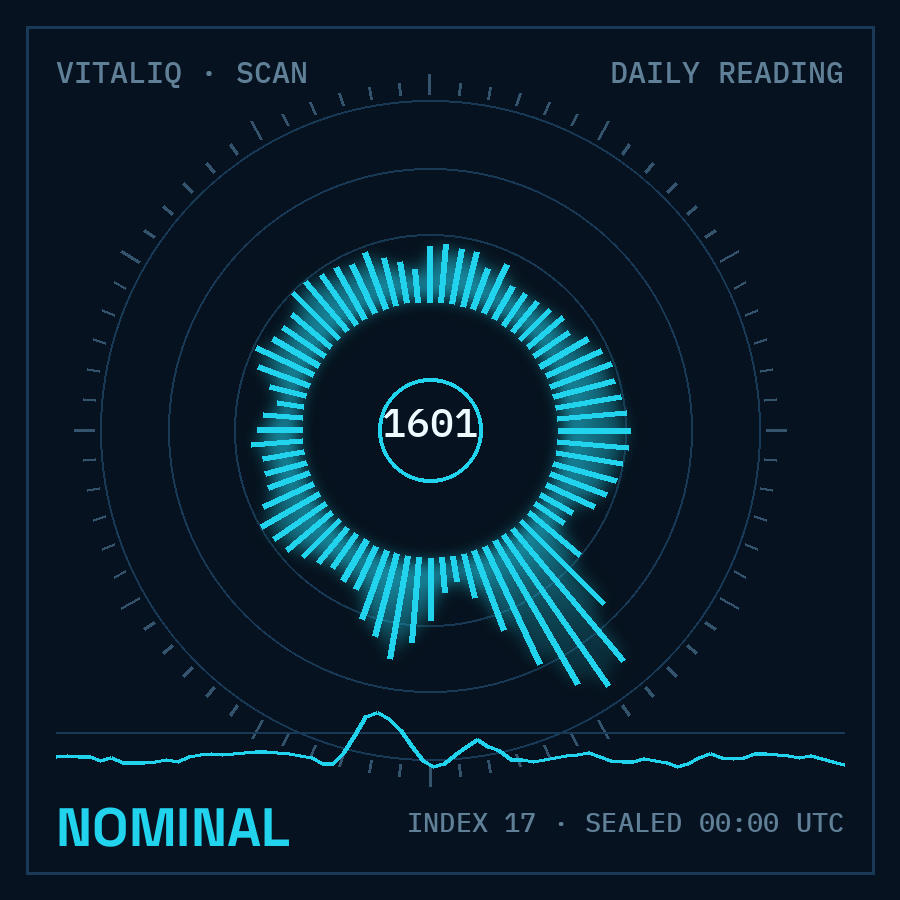 VITALIQ · SCAN
DAILY READING
1601
NOMINAL
INDEX 17 · SEALED 00:00 UTC